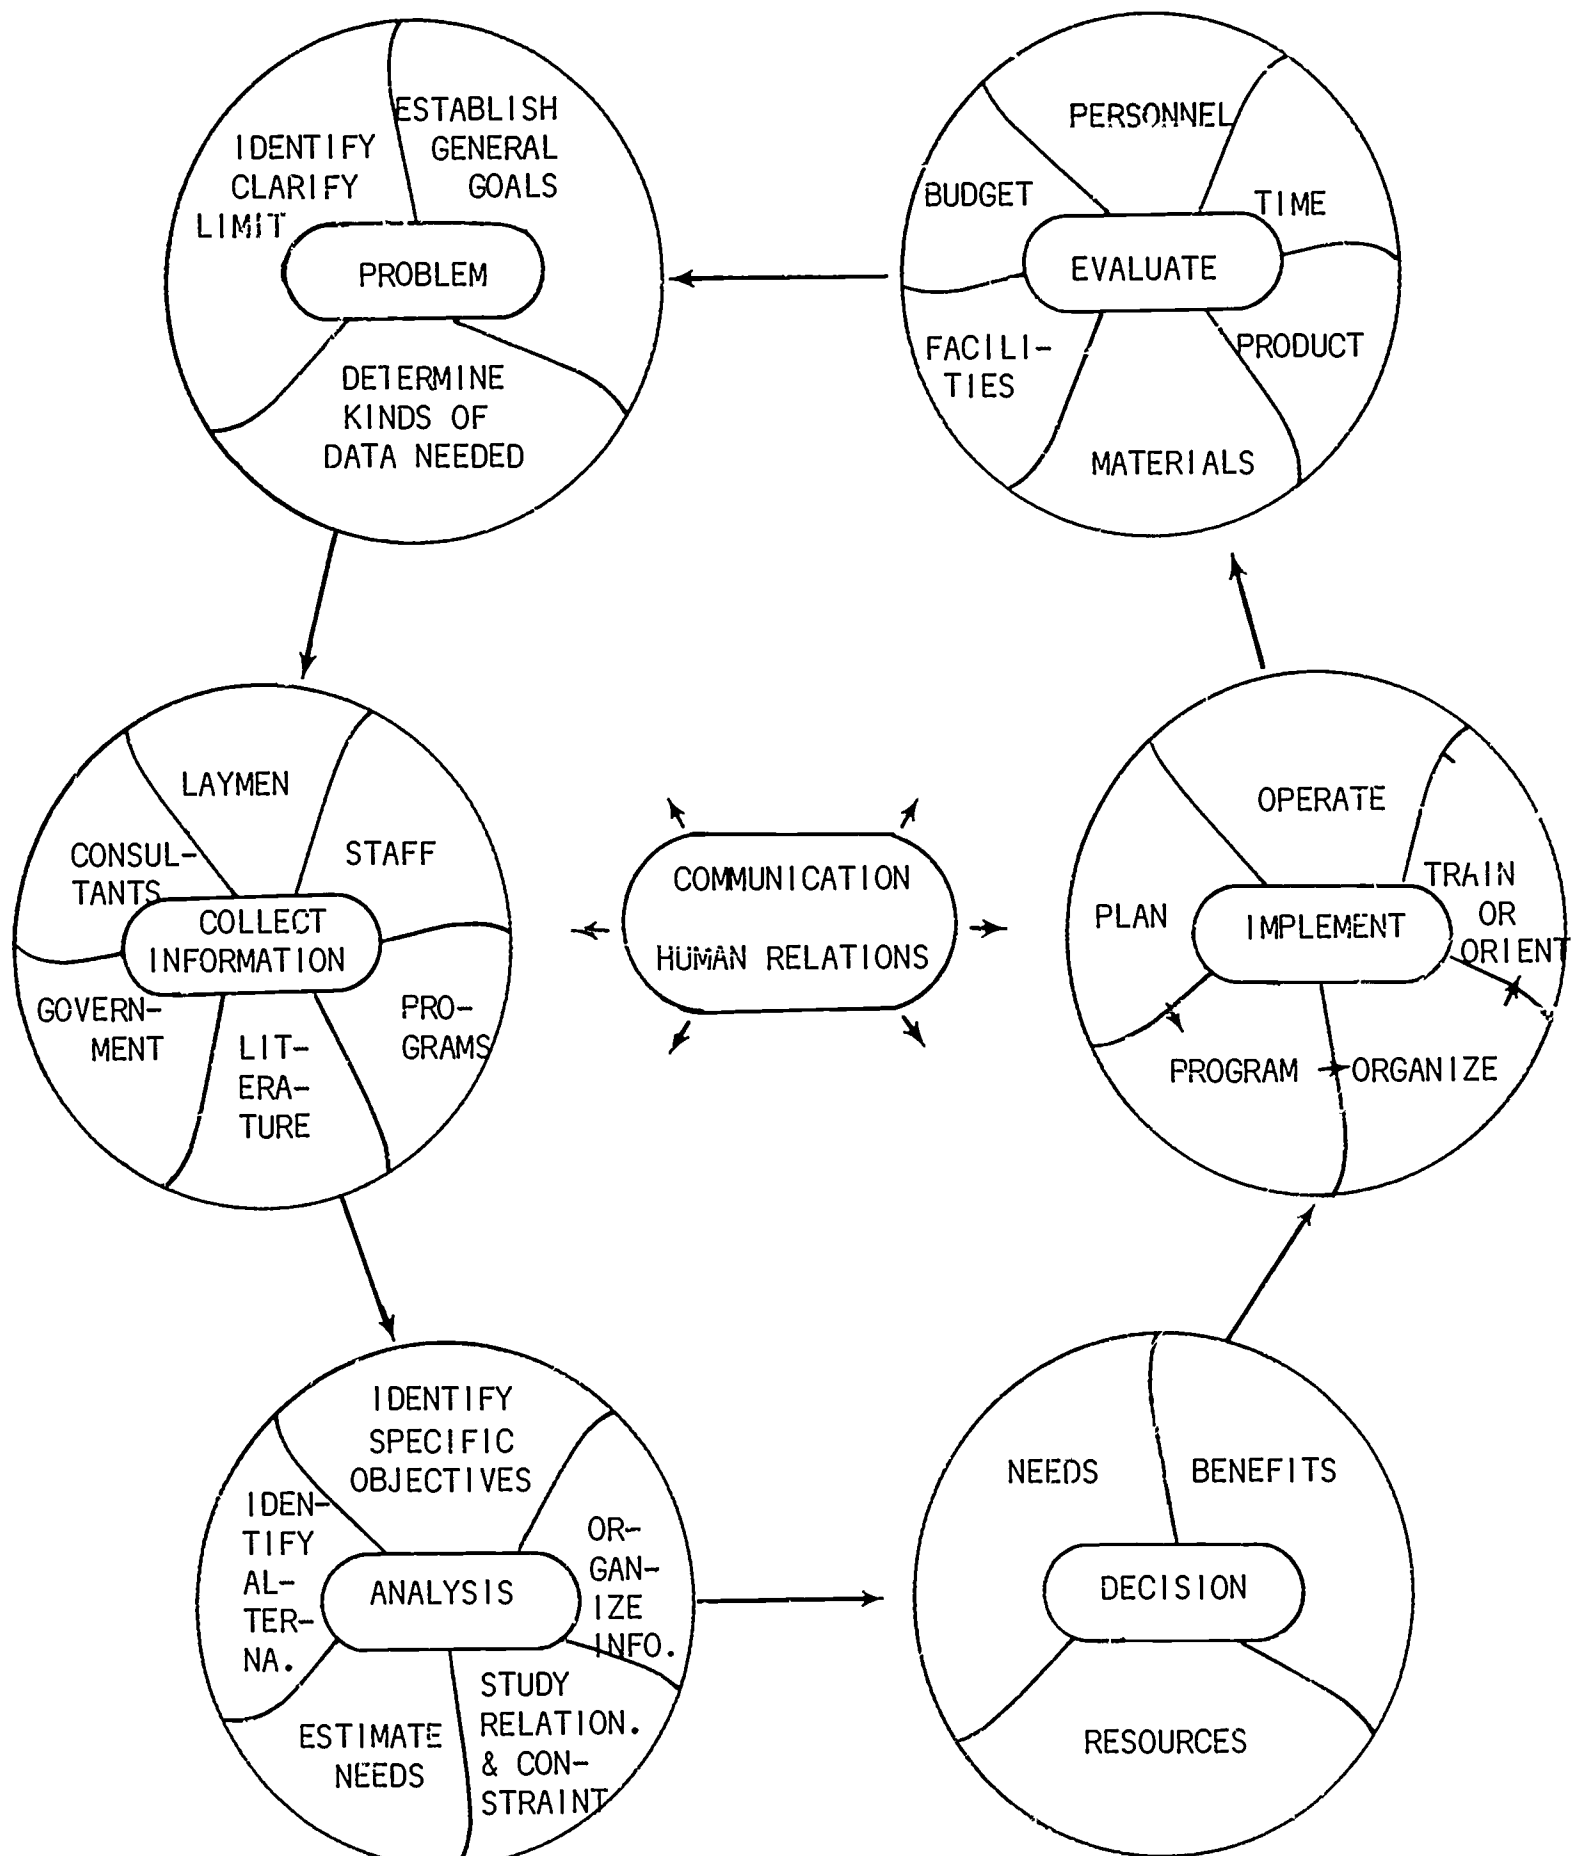 IDENTIFY
CLARIFY
LIMIT
ESTABLISH
GENERAL
GOALS
PROBLEM
DETERMINE
KINDS OF
DATA NEEDED
PERSONNEL
BUDGET
TIME
EVALUATE
FACILI-
TIES
PRODUCT
MATERIALS
LAYMEN
CONSUL-
TANTS
STAFF
COLLECT
INFORMATION
GOVERN-
MENT
LIT-
ERA-
TURE
PRO-
GRAMS
COMMUNICATION
HUMAN RELATIONS
OPERATE
PLAN
TRAIN
OR
ORIENT
IMPLEMENT
PROGRAM
ORGANIZE
IDENTIFY
SPECIFIC
OBJECTIVES
IDEN-
TIFY
AL-
TER-
NA.
ANALYSIS
OR-
GAN-
IZE
INFO.
ESTIMATE
NEEDS
STUDY
RELATION.
& CON-
STRAINT
NEEDS
BENEFITS
DECISION
RESOURCES